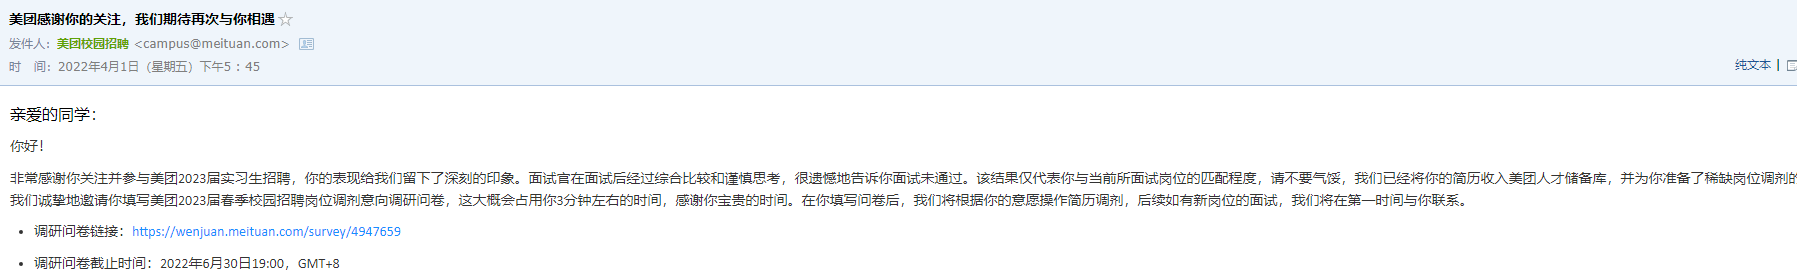 美团感谢你的关注，我们期待再次与你相遇
发件人：美团校园招聘 <campus@meituan.com>
时 间：2022年4月1日（星期五）下午5：45
纯文本 |
亲爱的同学：
你好！
非常感谢你关注并参与美团2023届实习生招聘，你的表现给我们留下了深刻的印象。面试官在面试后经过综合比较和谨慎思考，很遗憾地告诉你面试未通过。该结果仅代表你与当前所面试岗位的匹配程度，请不要气馁，我们已经将你的简历收入美团人才储备库，并为你准备了稀缺岗位调剂的
我们诚挚地邀请你填写美团2023届春季校园招聘岗位调剂意向调研问卷，这大概会占用你3分钟左右的时间，感谢你宝贵的时间。在你填写问卷后，我们将根据你的意愿操作简历调剂，后续如有新岗位的面试，我们将在第一时间与你联系。
• 调研问卷链接：https://wenjuan.meituan.com/survey/4947659
• 调研问卷截止时间：2022年6月30日19:00，GMT+8